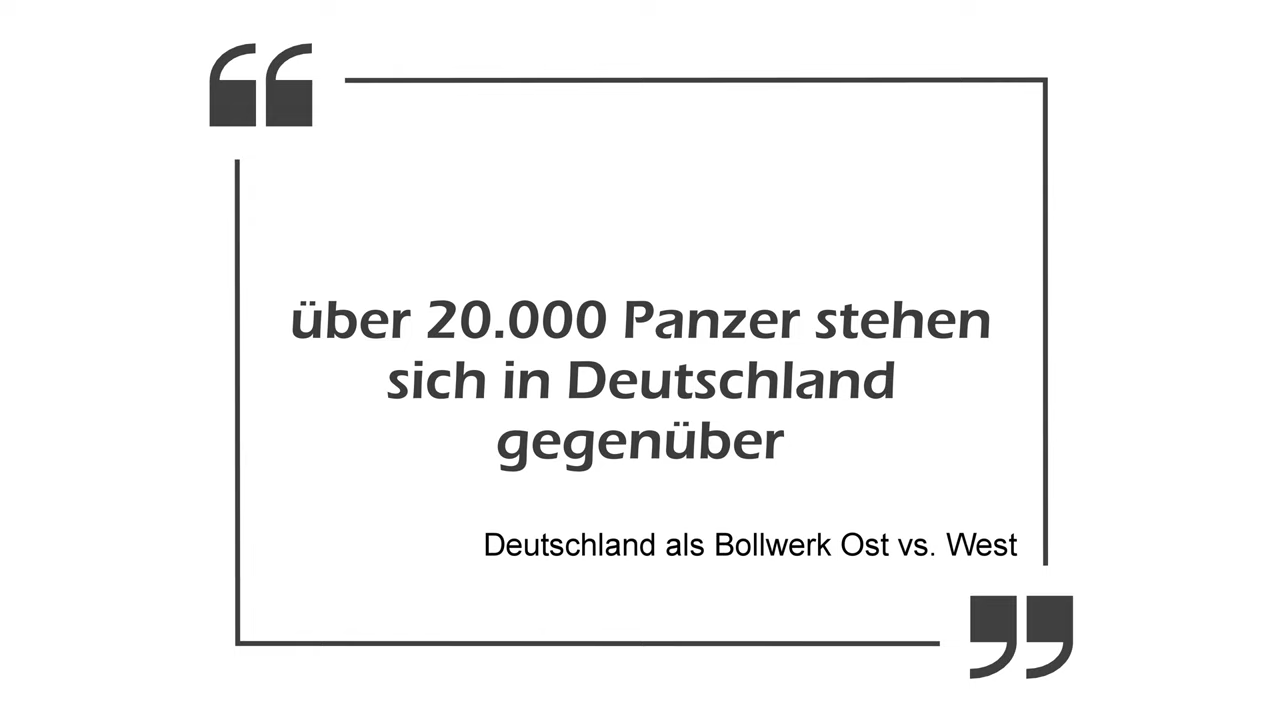 über 20.000 Panzer stehen
sich in Deutschland
gegenüber
Deutschland als Bollwerk Ost vs. West